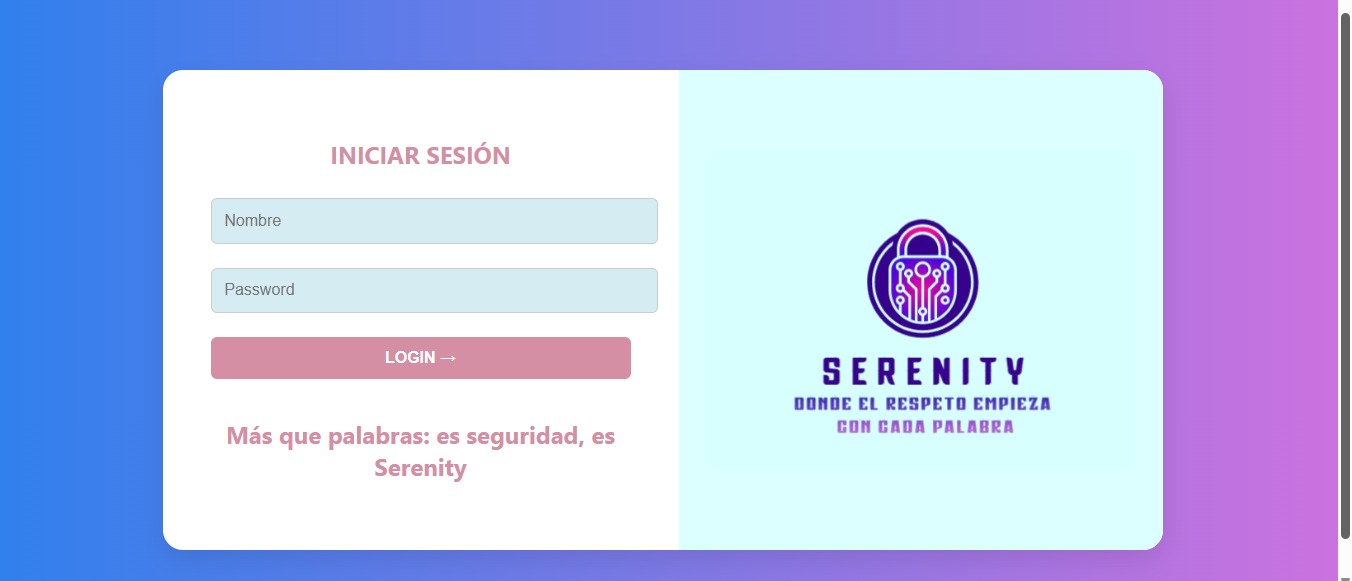 INICIAR SESIÓN
Nombre
Password
LOGIN →
Más que palabras: es seguridad, es
Serenity
SERENITY
DONDE EL RESPETO EMPIEZA
CON CADA PALABRA